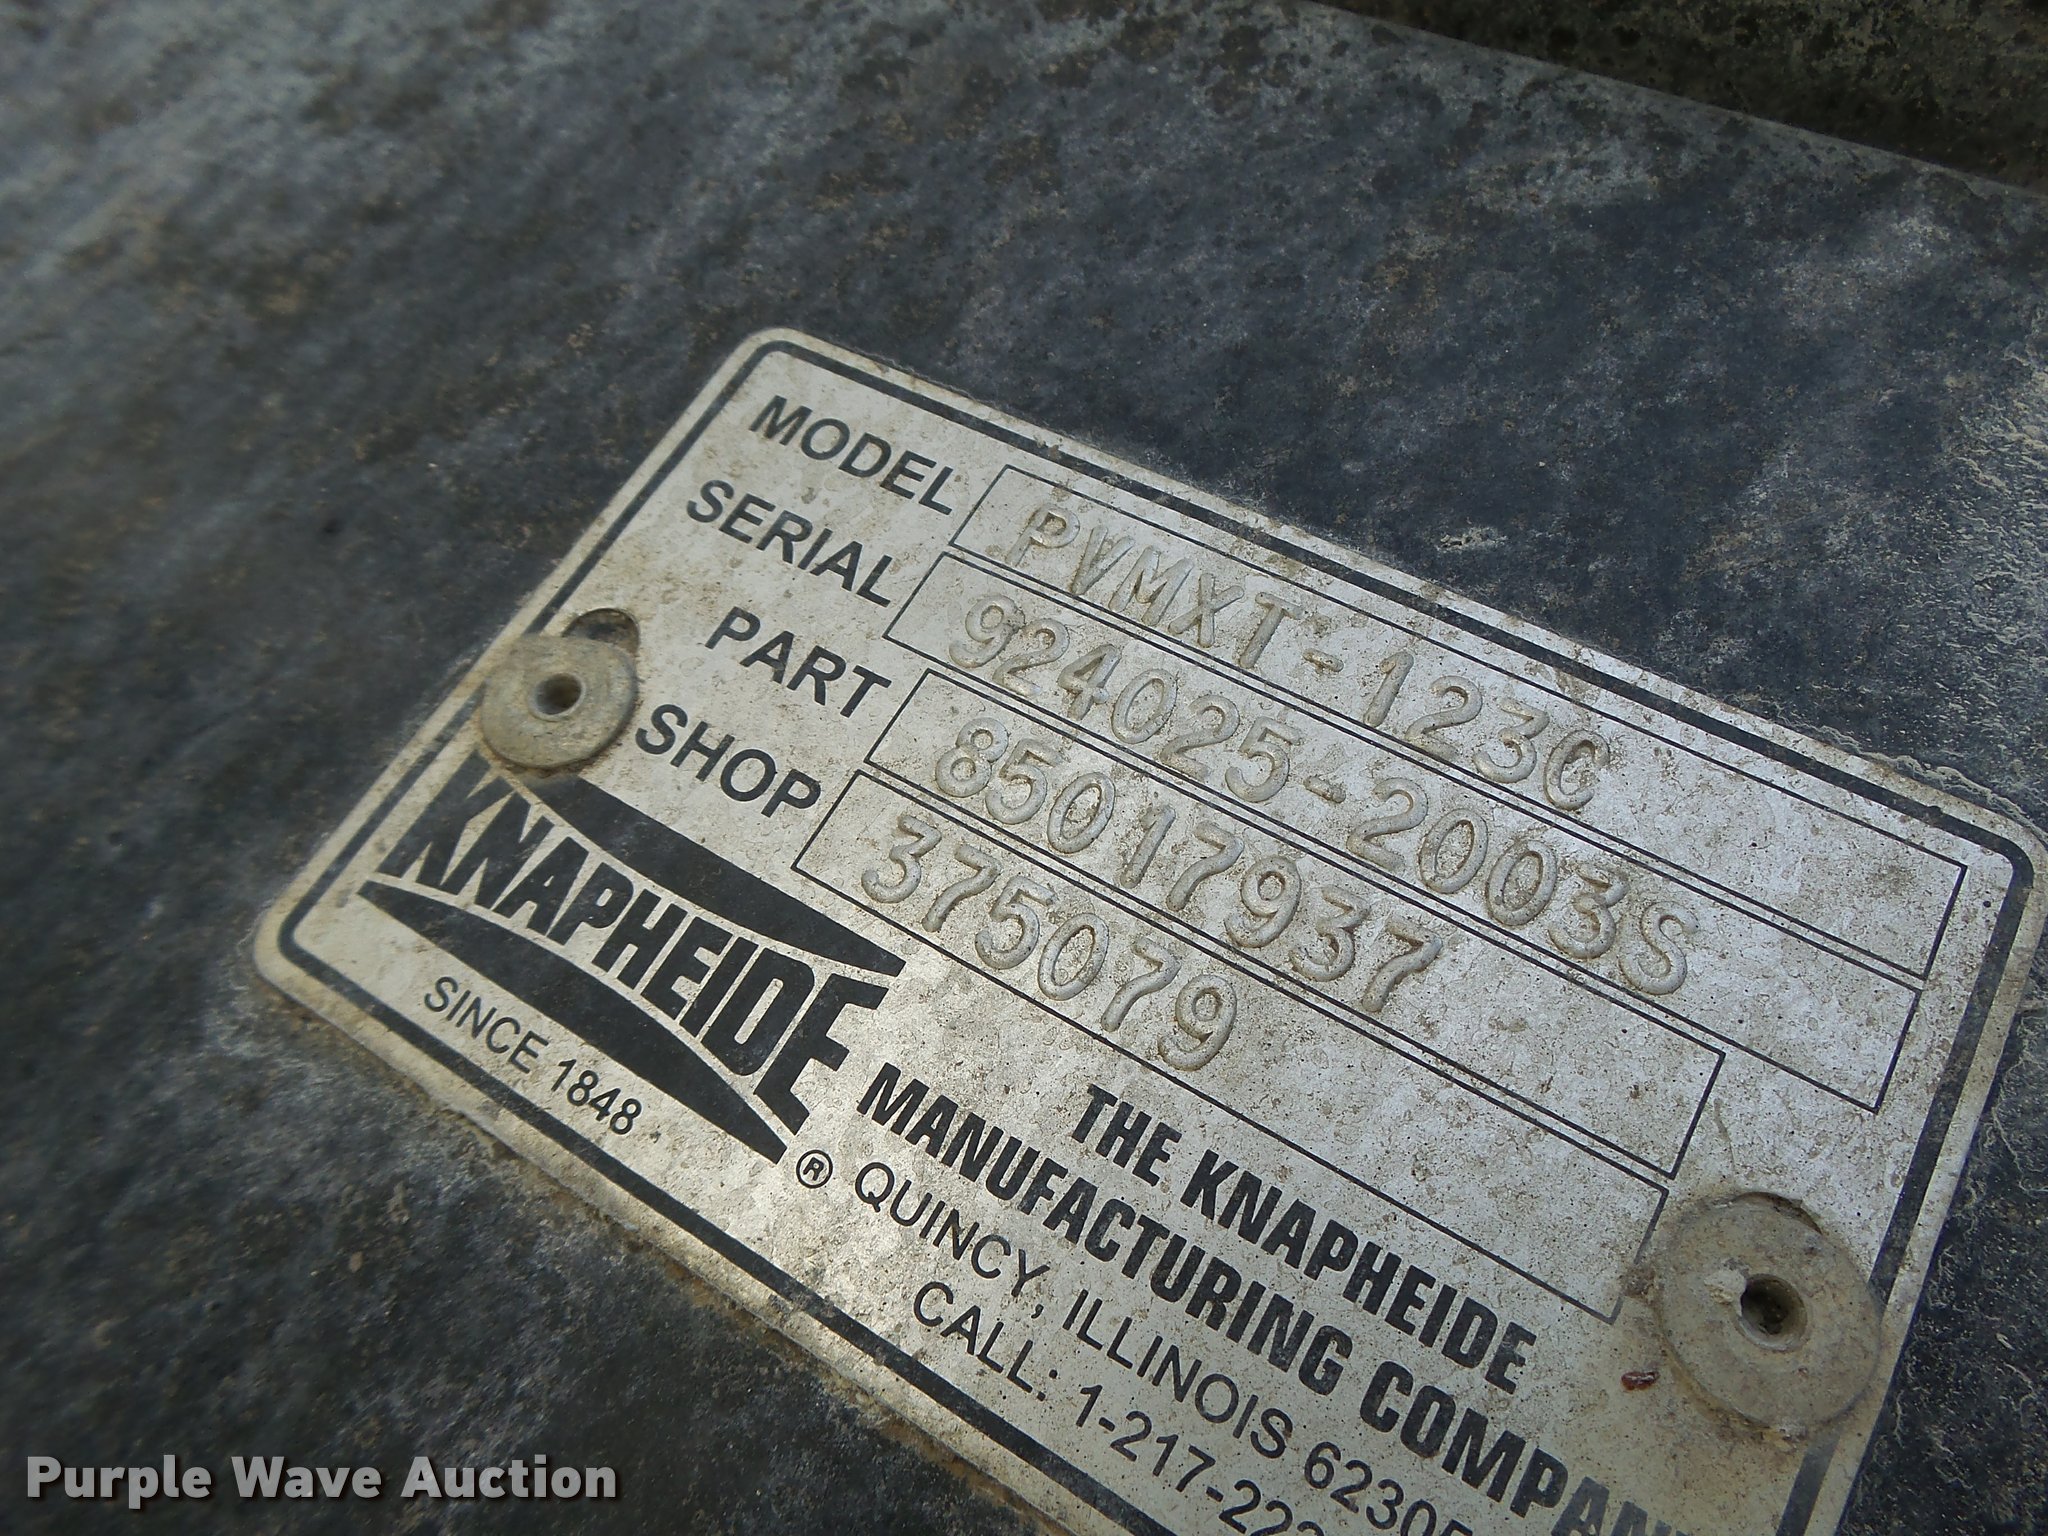 MODEL PVMXT-123C
SERIAL 924025-2003S
PART 85017937
SHOP 375079
KNAPHEIDE
SINCE 1848
®
THE KNAPHEIDE
MANUFACTURING COMPAN
QUINCY, ILLINOIS 62305
CALL: 1-217-22
Purple Wave Auction